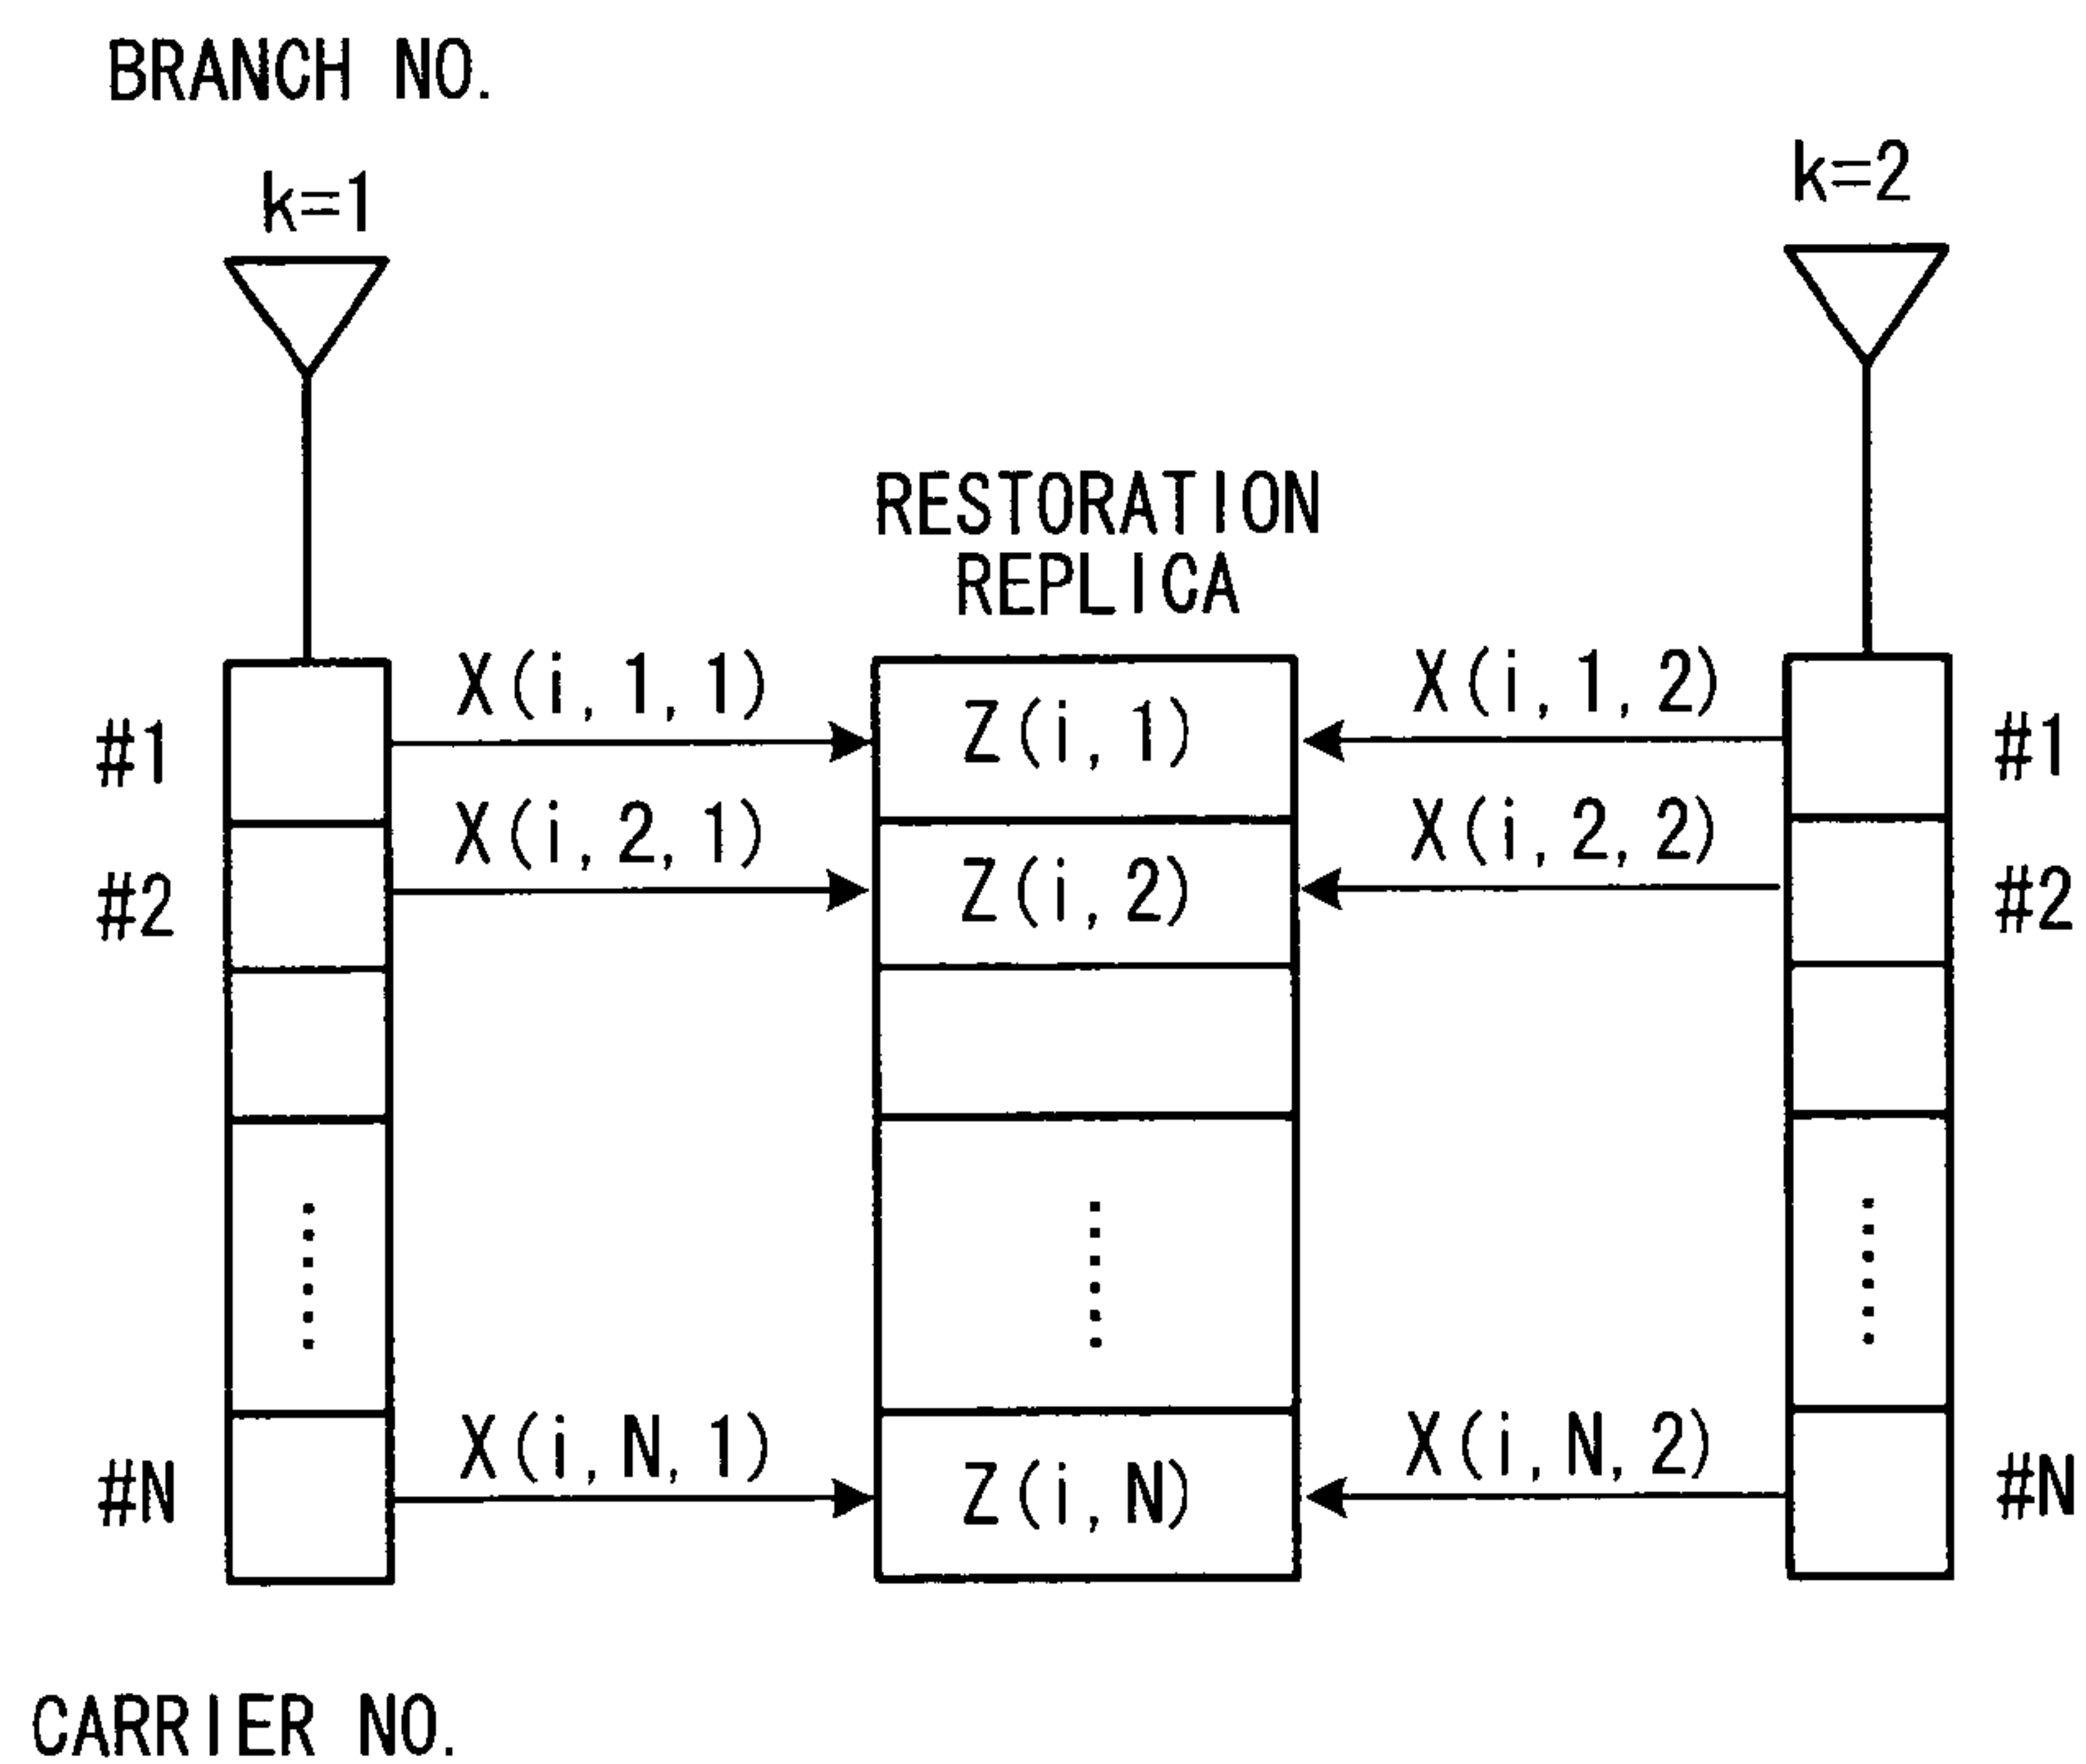 BRANCH NO.
k=1
k=2
RESTORATION
REPLICA
X(i,1,1)
X(i,1,2)
#1
Z(i,1)
#1
X(i,2,1)
X(i,2,2)
#2
Z(i,2)
#2
X(i,N,1)
X(i,N,2)
#N
Z(i,N)
#N
CARRIER NO.